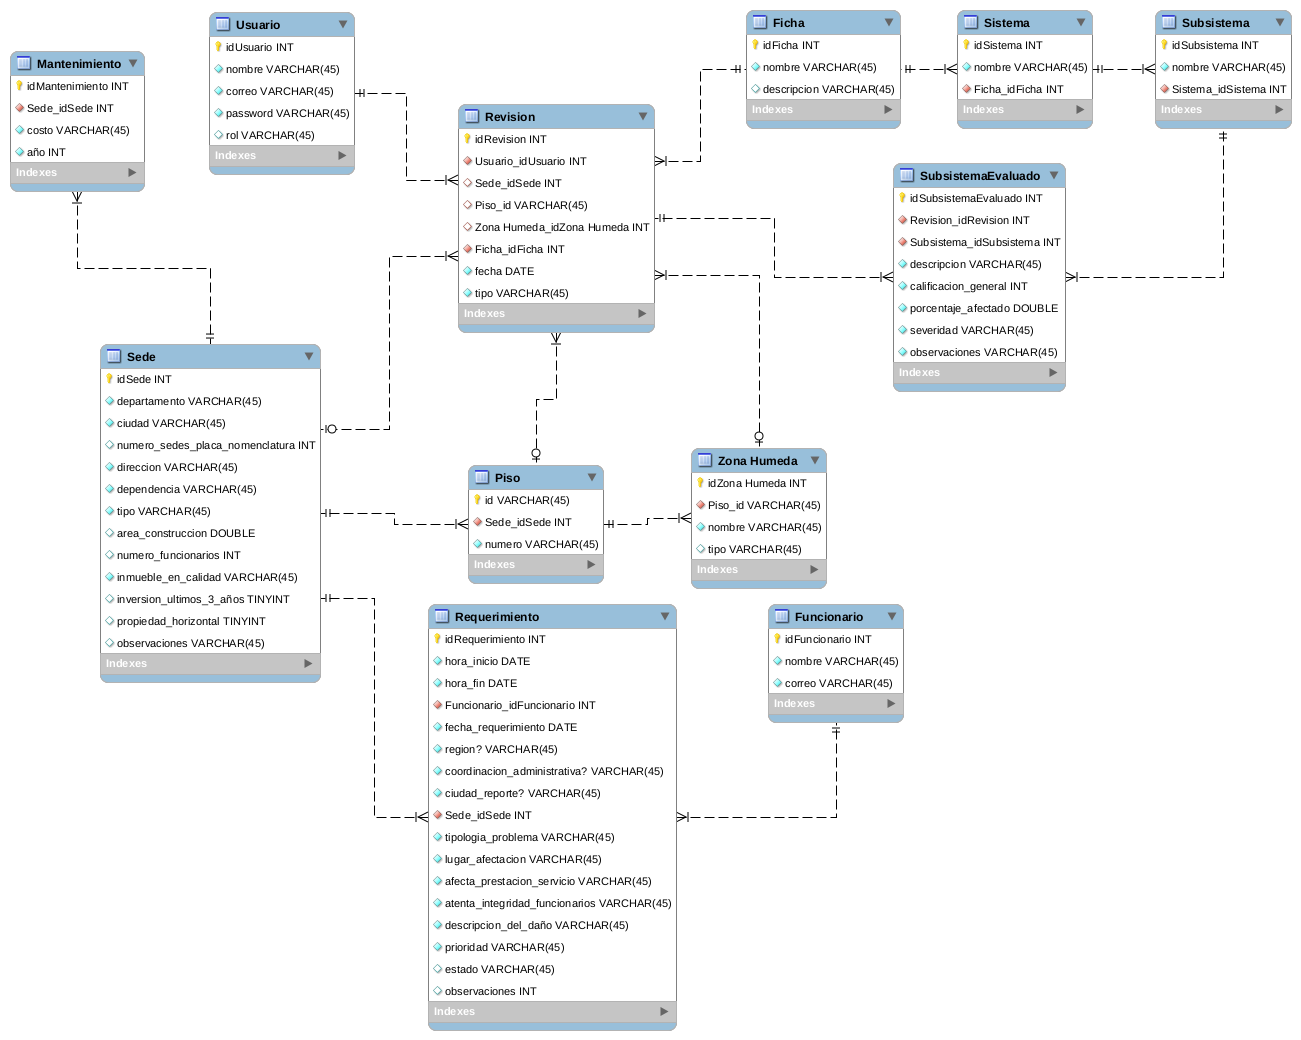 Mantenimiento
idMantenimiento INT
Sede_idSede INT
costo VARCHAR(45)
año INT
Indexes
Usuario
idUsuario INT
nombre VARCHAR(45)
correo VARCHAR(45)
password VARCHAR(45)
rol VARCHAR(45)
Indexes
Revision
idRevision INT
Usuario_idUsuario INT
Sede_idSede INT
Piso_id VARCHAR(45)
Zona Humeda_idZona Humeda INT
Ficha_idFicha INT
fecha DATE
tipo VARCHAR(45)
Indexes
Ficha
idFicha INT
nombre VARCHAR(45)
descripcion VARCHAR(45)
Indexes
Sistema
idSistema INT
nombre VARCHAR(45)
Ficha_idFicha INT
Indexes
Subsistema
idSubsistema INT
nombre VARCHAR(45)
Sistema_idSistema INT
Indexes
SubsistemaEvaluado
idSubsistemaEvaluado INT
Revision_idRevision INT
Subsistema_idSubsistema INT
descripcion VARCHAR(45)
calificacion_general INT
porcentaje_afectado DOUBLE
severidad VARCHAR(45)
observaciones VARCHAR(45)
Indexes
Sede
idSede INT
departamento VARCHAR(45)
ciudad VARCHAR(45)
numero_sedes_placa_nomenclatura INT
direccion VARCHAR(45)
dependencia VARCHAR(45)
tipo VARCHAR(45)
area_construccion DOUBLE
numero_funcionarios INT
inmueble_en_calidad VARCHAR(45)
inversion_ultimos_3_años TINYINT
propiedad_horizontal TINYINT
observaciones VARCHAR(45)
Indexes
Piso
id VARCHAR(45)
Sede_idSede INT
numero VARCHAR(45)
Indexes
Zona Humeda
idZona Humeda INT
Piso_id VARCHAR(45)
nombre VARCHAR(45)
tipo VARCHAR(45)
Indexes
Requerimiento
idRequerimiento INT
hora_inicio DATE
hora_fin DATE
Funcionario_idFuncionario INT
fecha_requerimiento DATE
region? VARCHAR(45)
coordinacion_administrativa? VARCHAR(45)
ciudad_reporte? VARCHAR(45)
Sede_idSede INT
tipologia_problema VARCHAR(45)
lugar_afectacion VARCHAR(45)
afecta_prestacion_servicio VARCHAR(45)
atenta_integridad_funcionarios VARCHAR(45)
descripcion_del_daño VARCHAR(45)
prioridad VARCHAR(45)
estado VARCHAR(45)
observaciones INT
Indexes
Funcionario
idFuncionario INT
nombre VARCHAR(45)
correo VARCHAR(45)
Indexes